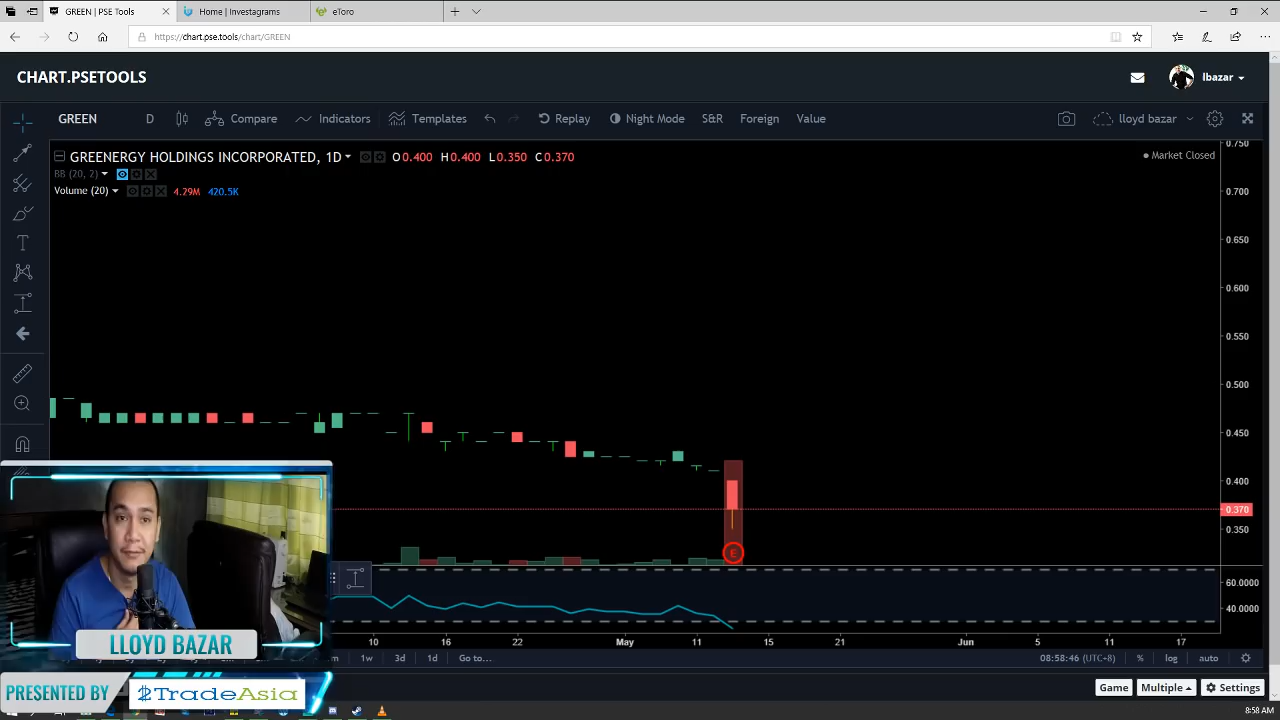 GREEN | PSE Tools
Home | Investagrams
eToro
https://chart.pse.tools/chart/GREEN
CHART.PSETOOLS
lbazar
GREEN
D
Compare
Indicators
Templates
Replay
Night Mode
S&R
Foreign
Value
lloyd bazar
GREENERGY HOLDINGS INCORPORATED, 1D
O0.400 H0.400 L0.350 C0.370
Market Closed
BB (20, 2)
Volume (20)
4.29M 420.5K
0.750
0.700
0.650
0.600
0.550
0.500
0.450
0.400
0.370
0.350
E
60.0000
40.0000
10 16 22 May 11 15 21 Jun 5 11 17
1w 3d 1d Go to...
08:58:46 (UTC+8)
% log auto
LLOYD BAZAR
PRESENTED BY
$TradeAsia
Game
Multiple
Settings
8:58 AM